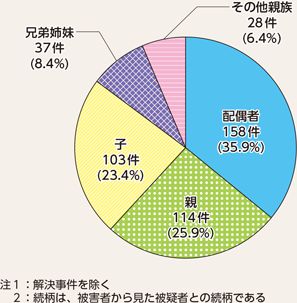 その他親族
28件
(6.4%)
兄弟姉妹
37件
(8.4%)
配偶者
158件
(35.9%)
子
103件
(23.4%)
親
114件
(25.9%)
注1：解決事件を除く
2：続柄は、被害者から見た被疑者との続柄である